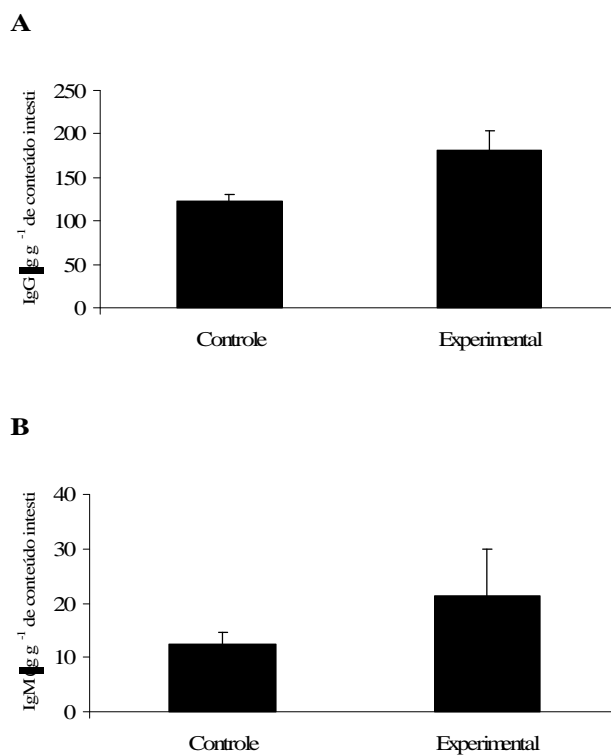 A
IgG g g -1 de conteúdo intesti
250
200
150
100
50
0
Controle Experimental
B
IgM g g -1 de conteúdo intesti
40
30
20
10
0
Controle Experimental